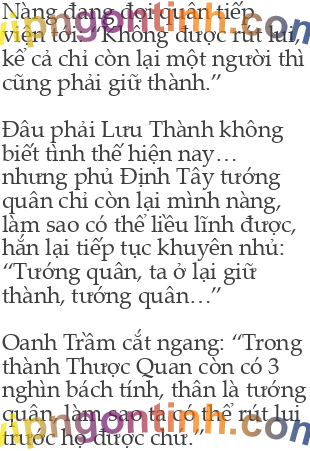 Nàng đang đợi quân tiếp
viện tới. “Không được rút lui,
kể cả chỉ còn lại một người thì
cũng phải giữ thành.”
Đâu phải Lưu Thành không
biết tình thế hiện nay…
nhưng phủ Định Tây tướng
quân chỉ còn lại mình nàng,
làm sao có thể liều lĩnh được,
hắn lại tiếp tục khuyên nhủ:
“Tướng quân, ta ở lại giữ
thành, tướng quân…”
Oanh Trầm cắt ngang: “Trong
thành Thược Quan còn có 3
nghìn bách tính, thân là tướng
quân, làm sao ta có thể rút lui
trước họ được chứ.”
vipngontinh.com
vipngontinh.com